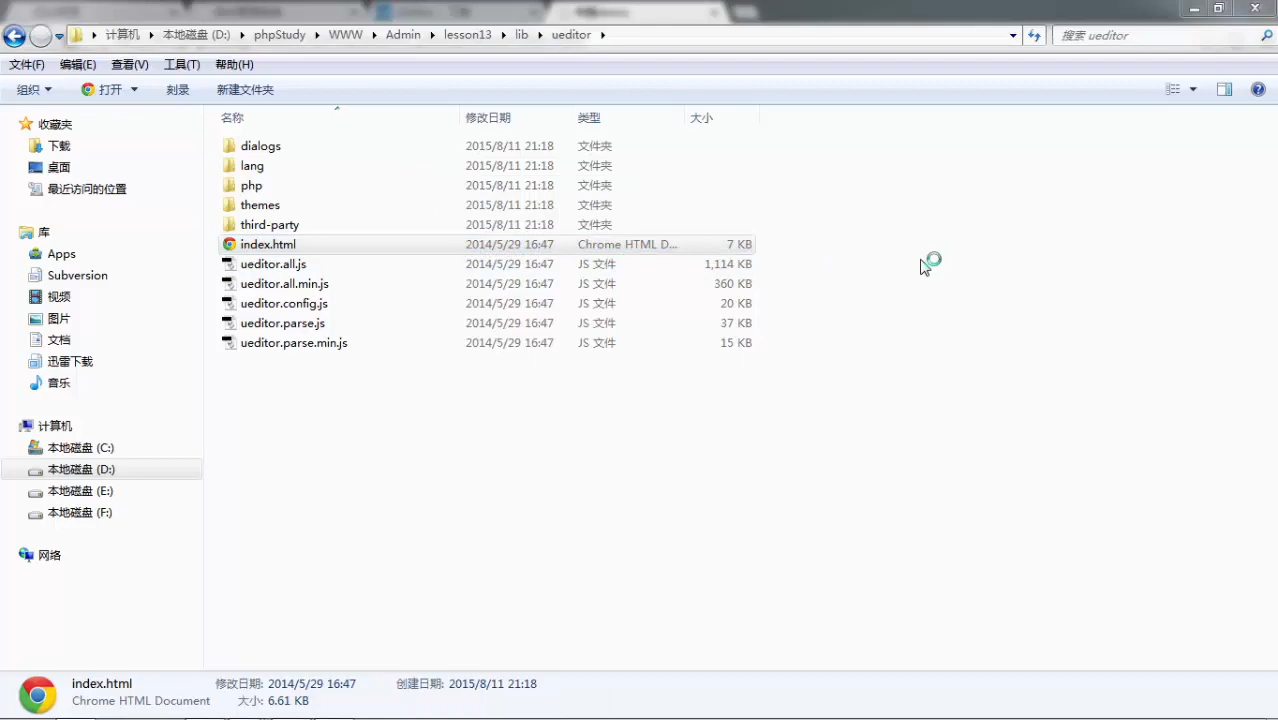 计算机 本地磁盘 (D:) phpStudy WWW Admin lesson13 lib ueditor 搜索 ueditor
文件(F) 编辑(E) 查看(V) 工具(T) 帮助(H)
组织 打开 刻录 新建文件夹
名称 修改日期 类型 大小
收藏夹
下载
桌面
最近访问的位置
库
Apps
Subversion
视频
图片
文档
迅雷下载
音乐
计算机
本地磁盘 (C:)
本地磁盘 (D:)
本地磁盘 (E:)
本地磁盘 (F:)
网络
dialogs 2015/8/11 21:18 文件夹
lang 2015/8/11 21:18 文件夹
php 2015/8/11 21:18 文件夹
themes 2015/8/11 21:18 文件夹
third-party 2015/8/11 21:18 文件夹
index.html 2014/5/29 16:47 Chrome HTML D... 7 KB
ueditor.all.js 2014/5/29 16:47 JS 文件 1,114 KB
ueditor.all.min.js 2014/5/29 16:47 JS 文件 360 KB
ueditor.config.js 2014/5/29 16:47 JS 文件 20 KB
ueditor.parse.js 2014/5/29 16:47 JS 文件 37 KB
ueditor.parse.min.js 2014/5/29 16:47 JS 文件 15 KB
index.html 修改日期: 2014/5/29 16:47 创建日期: 2015/8/11 21:18
Chrome HTML Document 大小: 6.61 KB